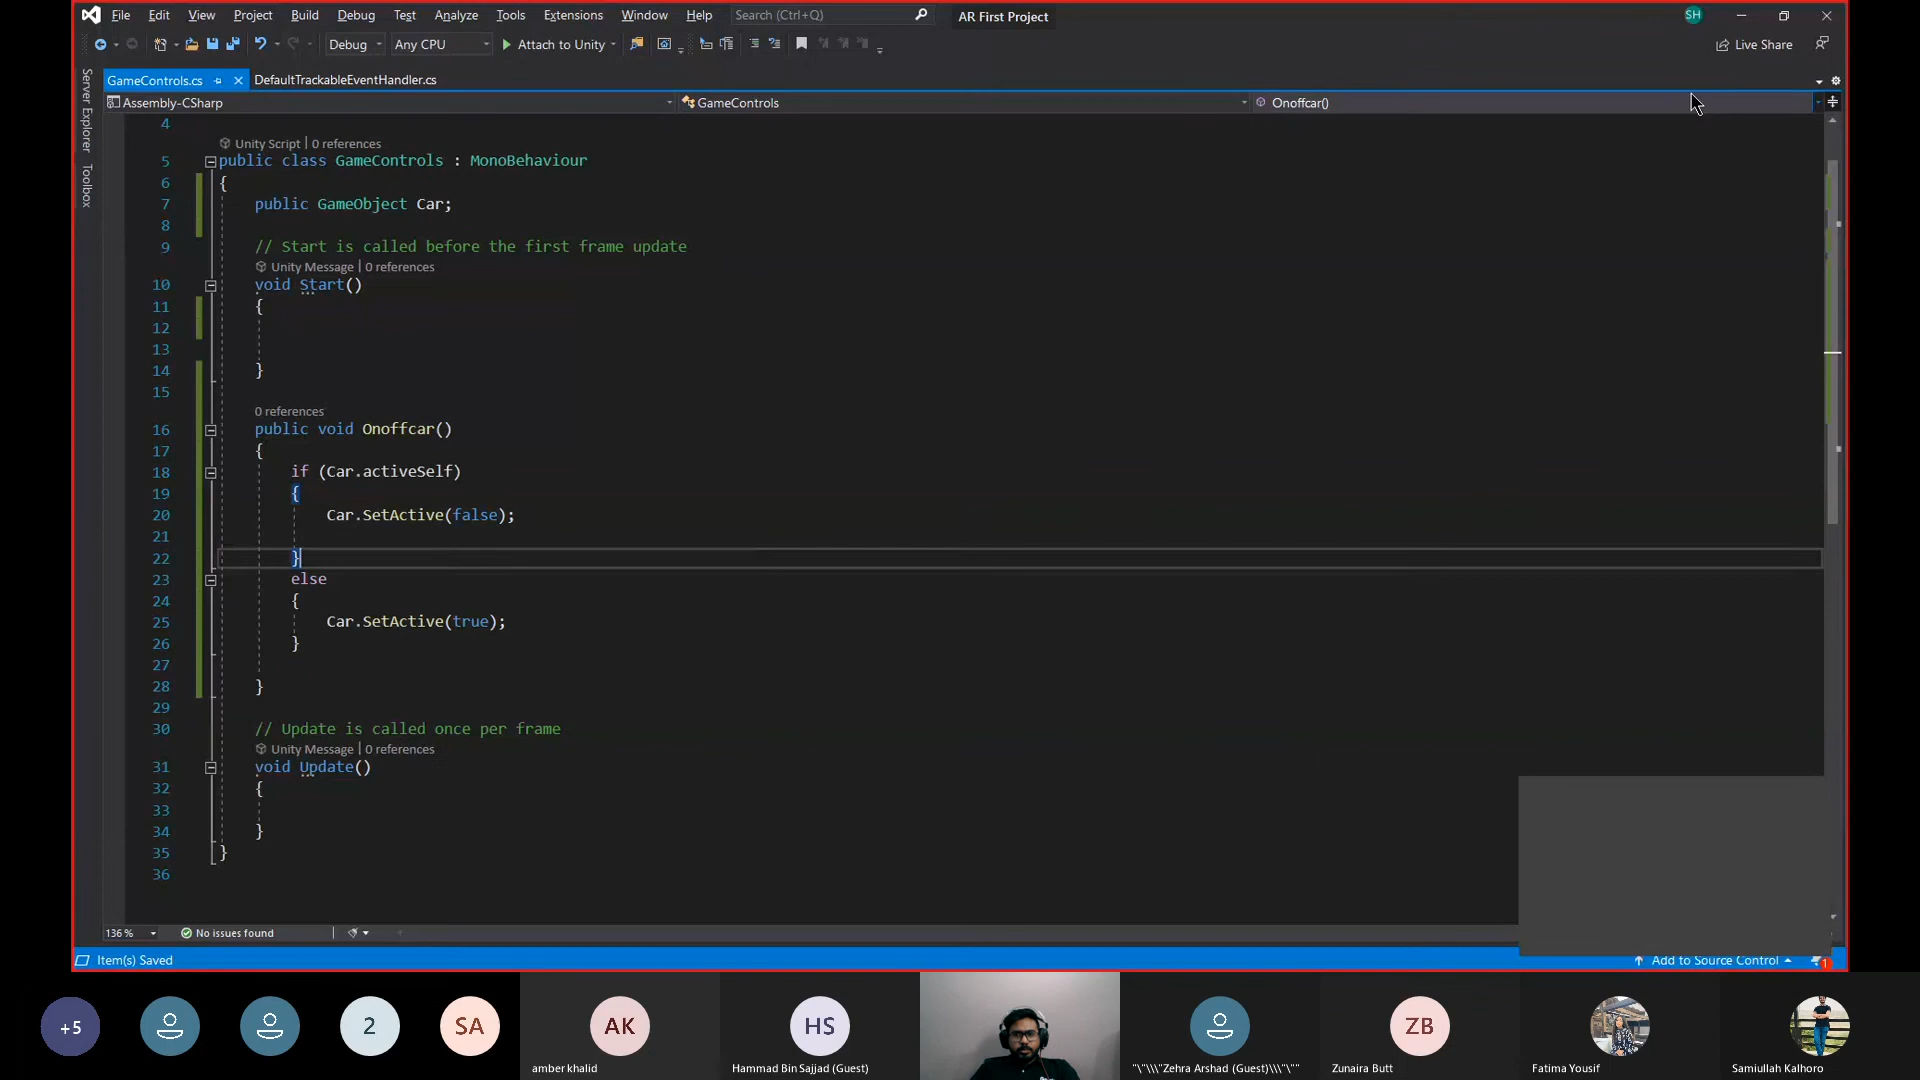 File Edit View Project Build Debug Test Analyze Tools Extensions Window Help Search (Ctrl+Q) AR First Project SH
Debug Any CPU Attach to Unity Live Share
GameControls.cs DefaultTrackableEventHandler.cs
Assembly-CSharp GameControls Onoffcar()
Server Explorer
Toolbox
4
Unity Script | 0 references
5 public class GameControls : MonoBehaviour
6 {
7 public GameObject Car;
8
9 // Start is called before the first frame update
Unity Message | 0 references
10 void Start()
11 {
12
13
14 }
15
0 references
16 public void Onoffcar()
17 {
18 if (Car.activeSelf)
19 {
20 Car.SetActive(false);
21
22 }
23 else
24 {
25 Car.SetActive(true);
26 }
27
28 }
29
30 // Update is called once per frame
Unity Message | 0 references
31 void Update()
32 {
33
34 }
35 }
36
136 % No issues found
Item(s) Saved Add to Source Control 1
+5 2 SA AK HS ZB
amber khalid Hammad Bin Sajjad (Guest) "\"\\\"Zehra Arshad (Guest)\\\"\"" Zunaira Butt Fatima Yousif Samiullah Kalhoro